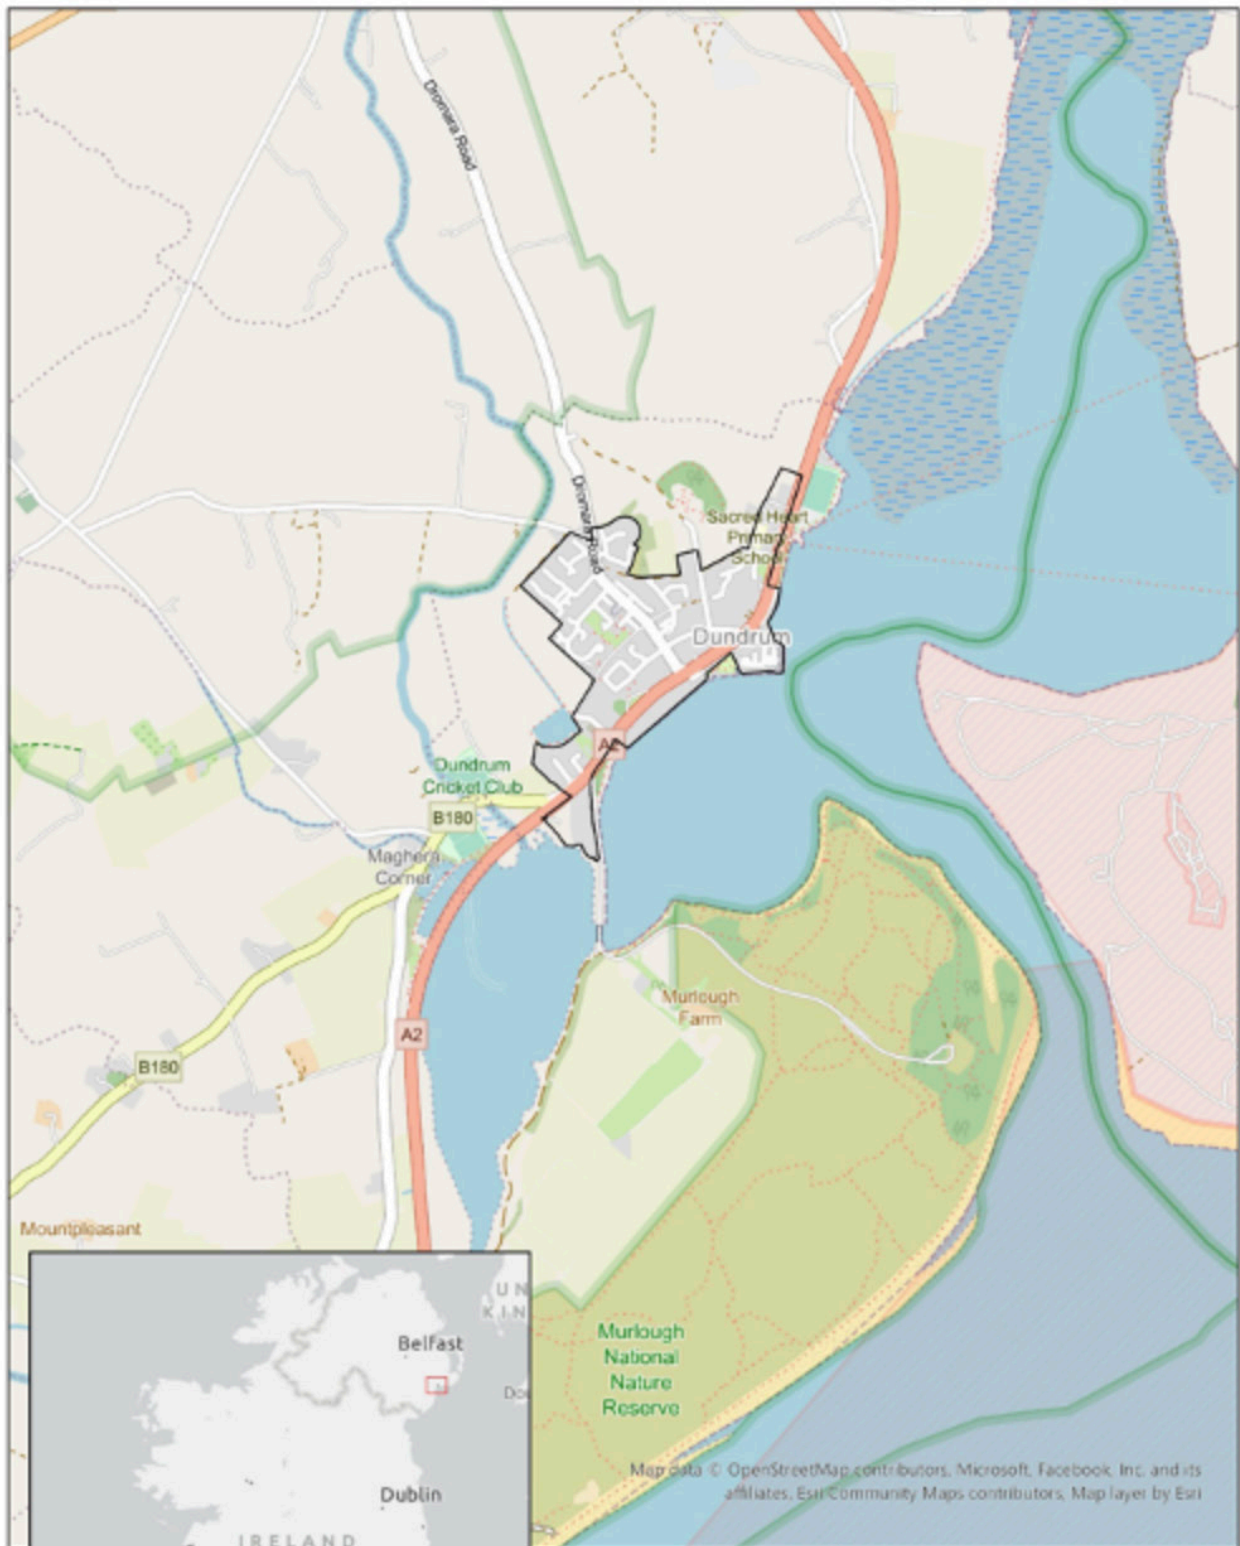 Dromara Road
Dromara Road
Sacred Heart
Primary
School
Dundrum
A2
Dundrum
Cricket Club
B180
Maghera
Corner
Murlough
Farm
A2
B180
Mountpleasant
UN
KIN
Belfast
Murlough
National
Nature
Reserve
Dublin
IRELAND
Map data © OpenStreetMap contributors, Microsoft, Facebook, Inc. and its
affiliates, Esri Community Maps contributors, Map layer by Esri